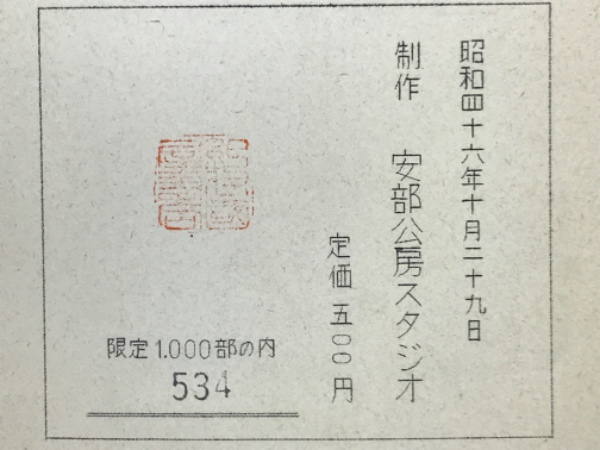 昭和四十六年十月二十九日
制作 安部公房スタジオ
定価 五〇〇円
限定1.000部の内
534